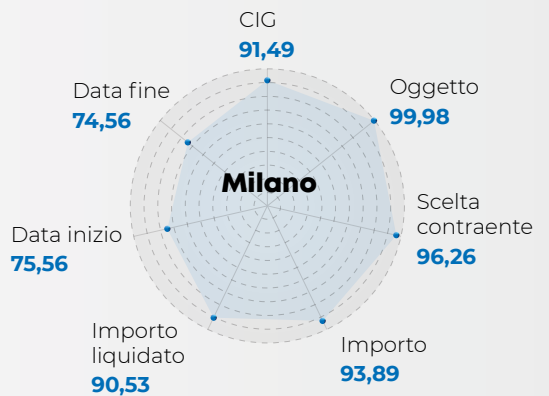 CIG
91,49
Oggetto
99,98
Data fine
74,56
Milano
Scelta
contraente
96,26
Data inizio
75,56
Importo
liquidato
90,53
Importo
93,89